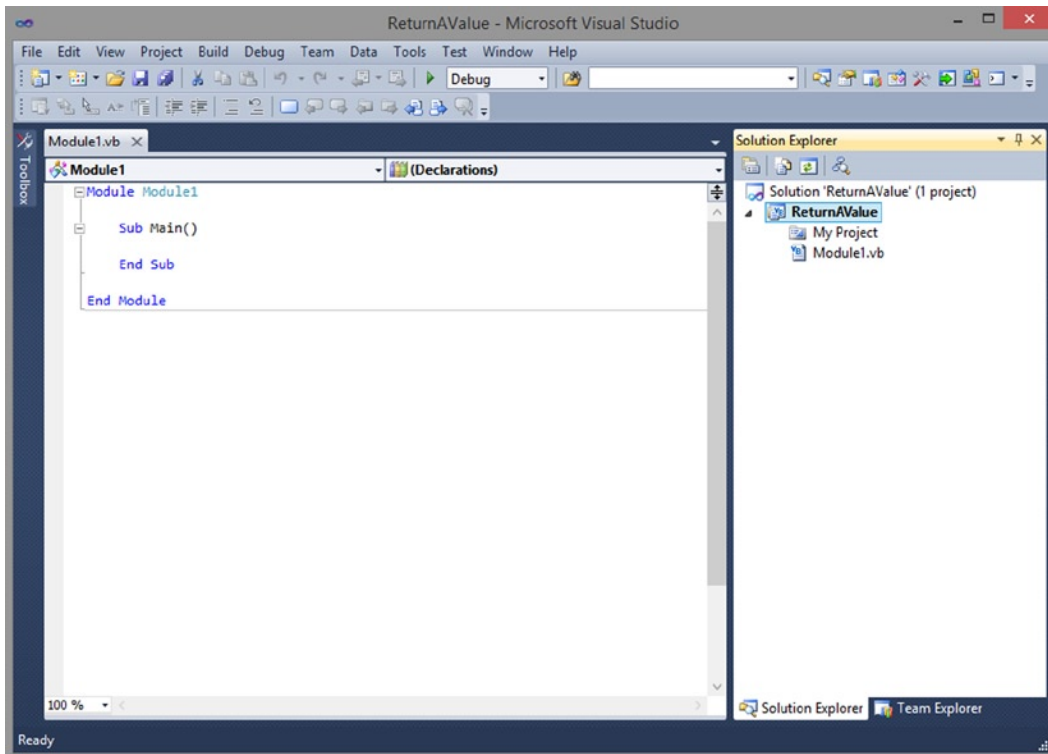 ReturnAValue - Microsoft Visual Studio
File Edit View Project Build Debug Team Data Tools Test Window Help
Debug
Toolbox
Module1.vb
Module1
(Declarations)
Module Module1
Sub Main()
End Sub
End Module
100 %
Solution Explorer
Solution 'ReturnAValue' (1 project)
ReturnAValue
My Project
Module1.vb
Solution Explorer Team Explorer
Ready